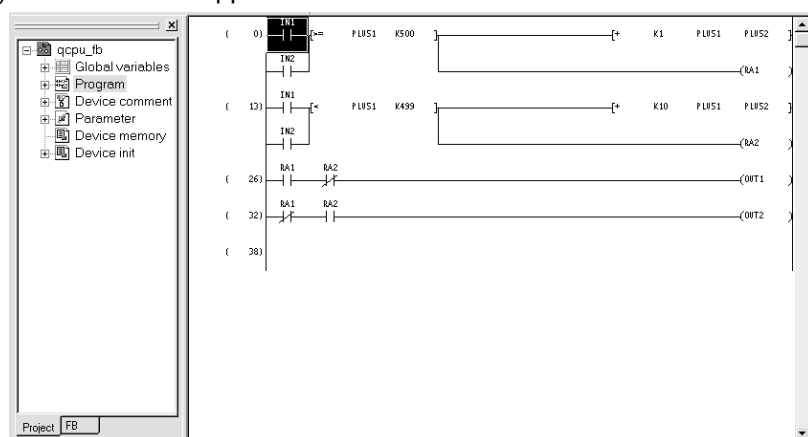 ) appp
qcpu_fb
Global variables
Program
Device comment
Parameter
Device memory
Device init
Project FB
IN1
( 0) [>= PLUS1 K500 ] [+ K1 PLUS1 PLUS2 ]
IN2
(RA1 )
IN1
( 13) [< PLUS1 K499 ] [+ K10 PLUS1 PLUS2 ]
IN2
(RA2 )
RA1 RA2
( 26) (OUT1 )
RA1 RA2
( 32) (OUT2 )
( 38)